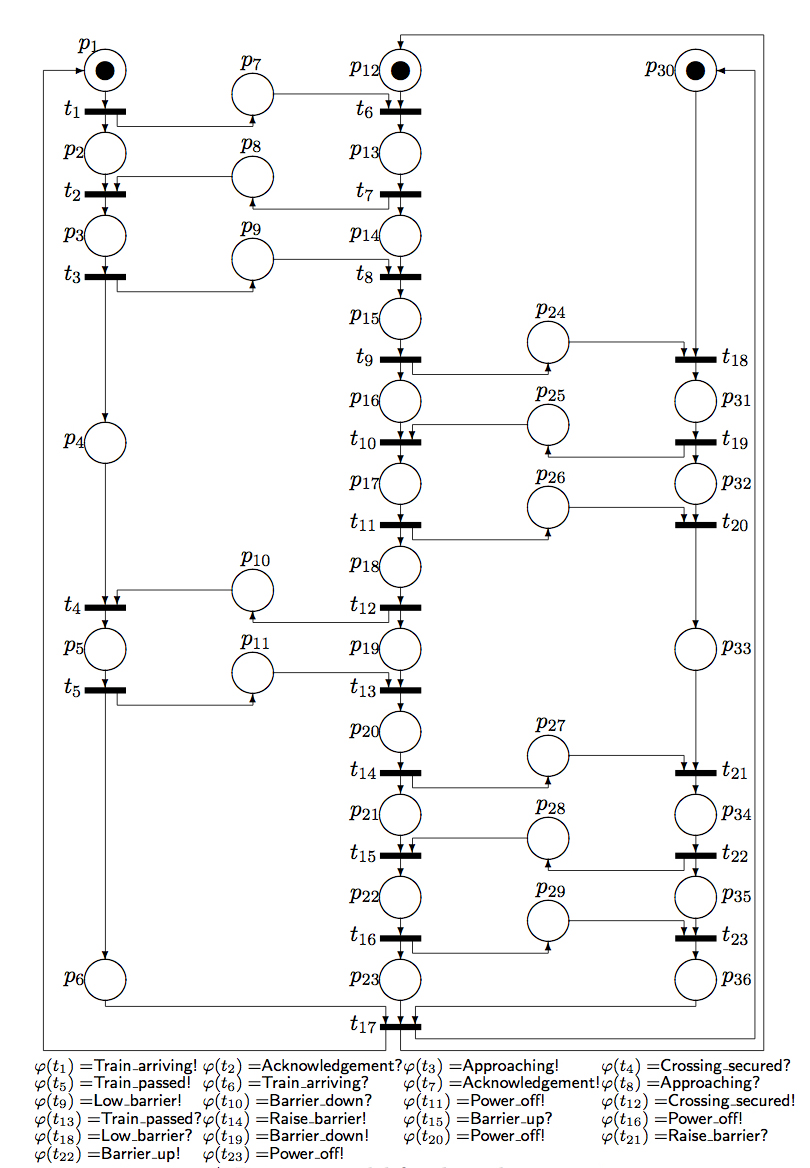 p1
p7
p12
p30
t1
t6
p2
p8
p13
t2
t7
p3
p9
p14
t3
t8
p15
p24
t9
t18
p16
p25
p31
p4
t10
t19
p17
p26
p32
t11
t20
p10
p18
t4
t12
p5
p11
p19
p33
t5
t13
p20
p27
t14
t21
p21
p28
p34
t15
t22
p22
p29
p35
t16
t23
p6
p23
p36
t17
φ(t1) =Train_arriving! φ(t2) =Acknowledgement? φ(t3) =Approaching! φ(t4) =Crossing_secured?
φ(t5) =Train_passed! φ(t6) =Train_arriving? φ(t7) =Acknowledgement! φ(t8) =Approaching?
φ(t9) =Low_barrier! φ(t10) =Barrier_down? φ(t11) =Power_off! φ(t12) =Crossing_secured!
φ(t13) =Train_passed? φ(t14) =Raise_barrier! φ(t15) =Barrier_up? φ(t16) =Power_off!
φ(t18) =Low_barrier? φ(t19) =Barrier_down! φ(t20) =Power_off! φ(t21) =Raise_barrier?
φ(t22) =Barrier_up! φ(t23) =Power_off!